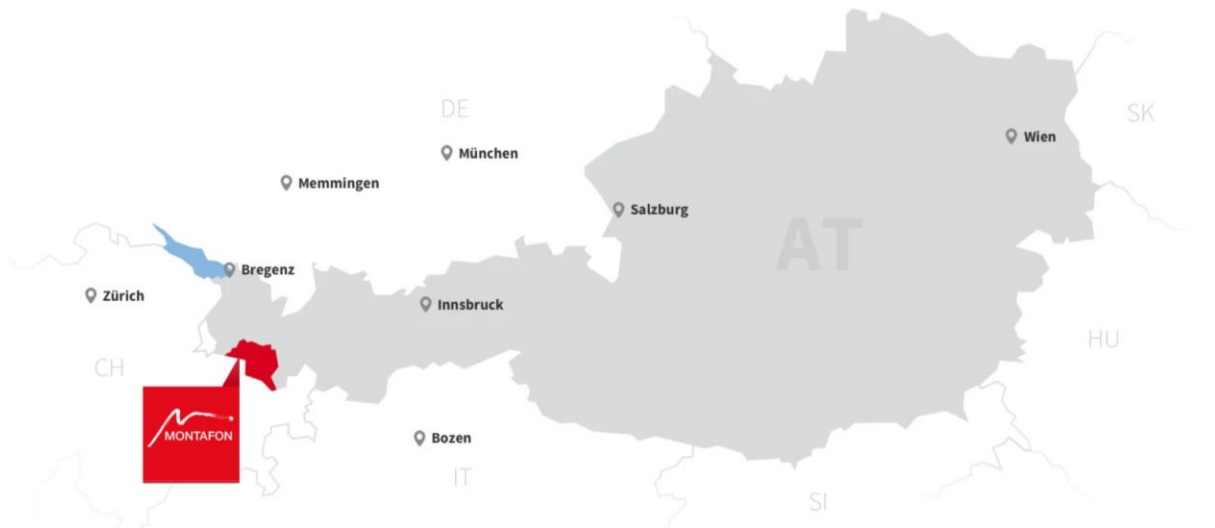 DE
SK
Wien
München
Memmingen
Salzburg
AT
Bregenz
Zürich
Innsbruck
HU
CH
MONTAFON
Bozen
IT
SI